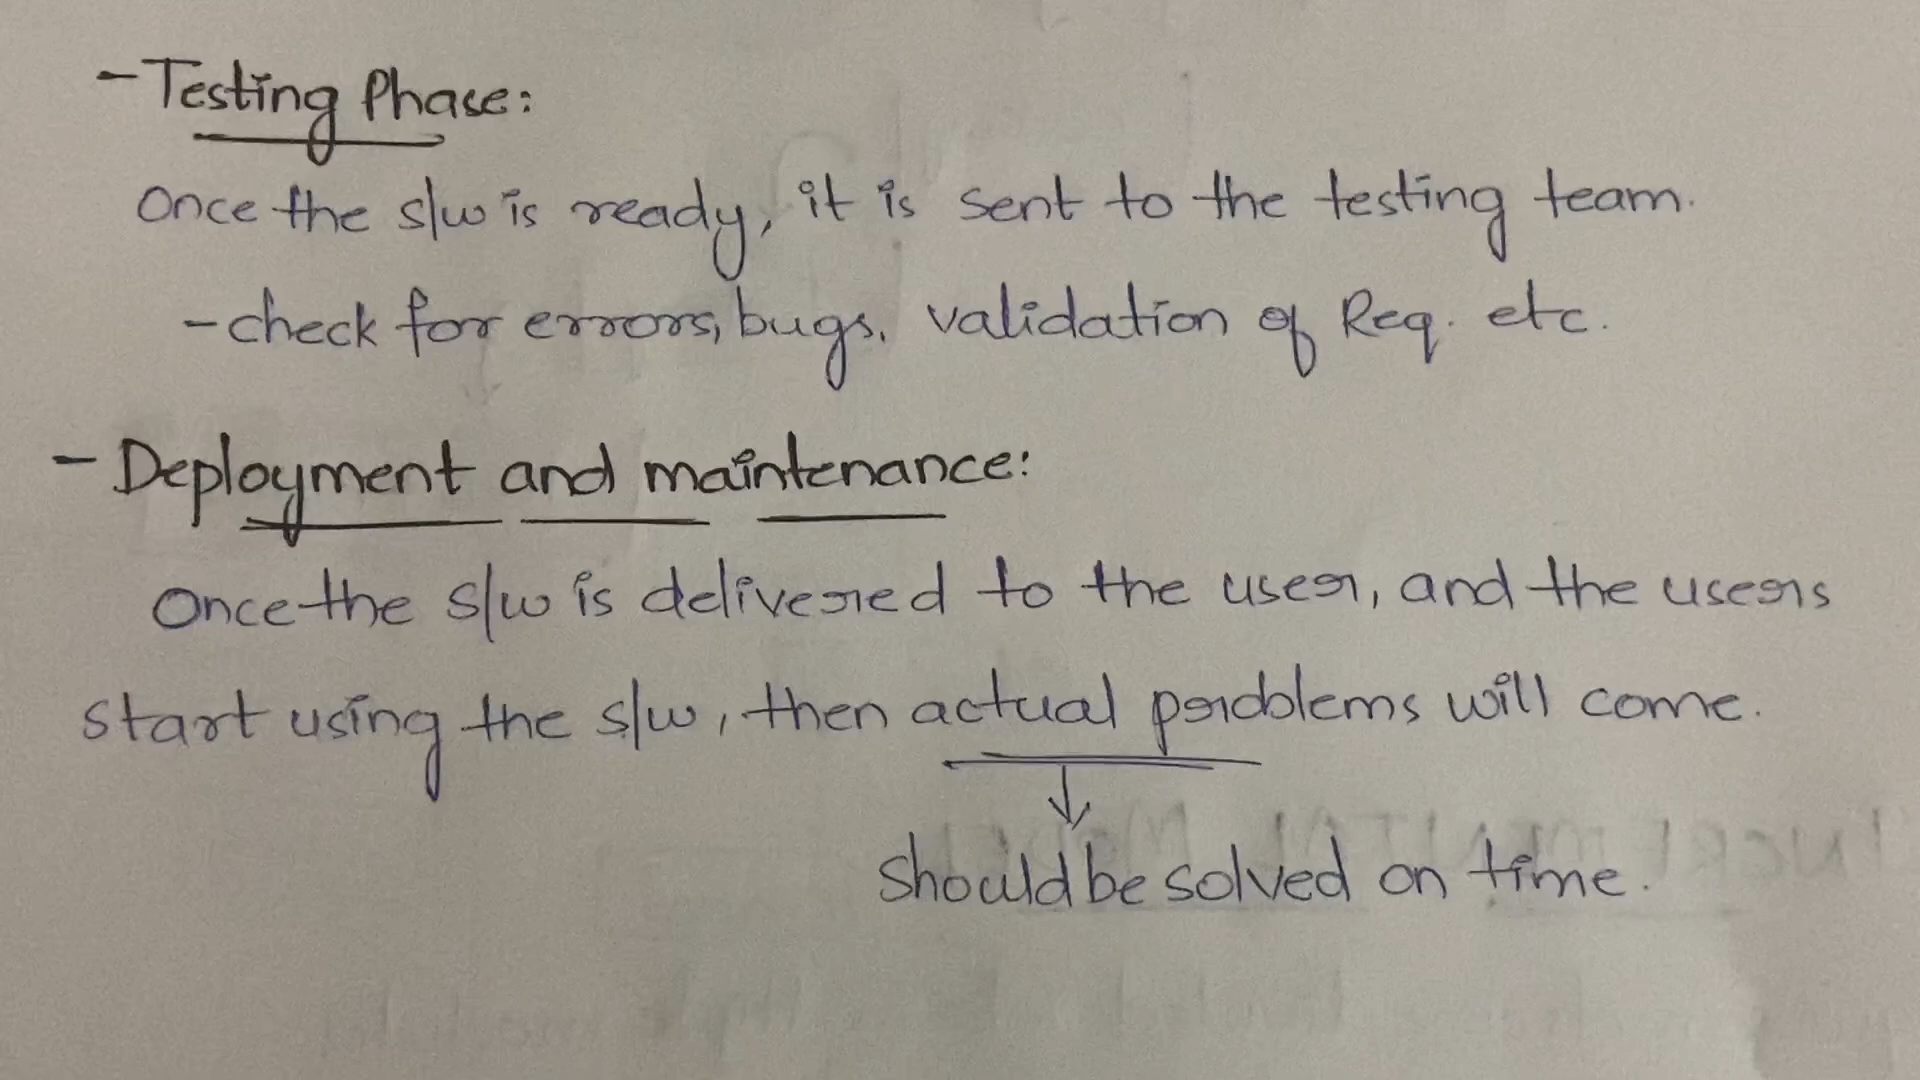 - Testing Phase:
Once the s/w is ready, it is sent to the testing team.
- check for errors, bugs, validation of Req. etc.
- Deployment and maintenance:
Once the s/w is delivered to the user, and the users
start using the s/w, then actual problems will come.
↓
should be solved on time.